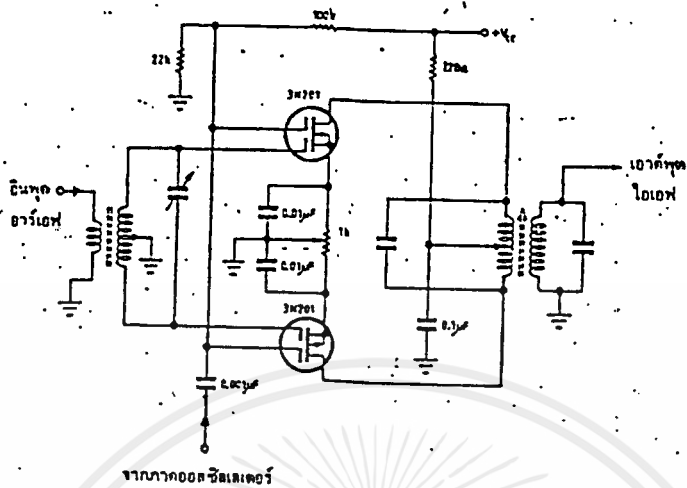 100k
+Vcc
22k
220Ω
3N201
เอาต์พุต
ไอเอฟ
อินพุต
อาร์เอฟ
0.01μF
1k
0.01μF
3N201
0.1μF
0.001μF
จากภาคออสซิลเลเตอร์